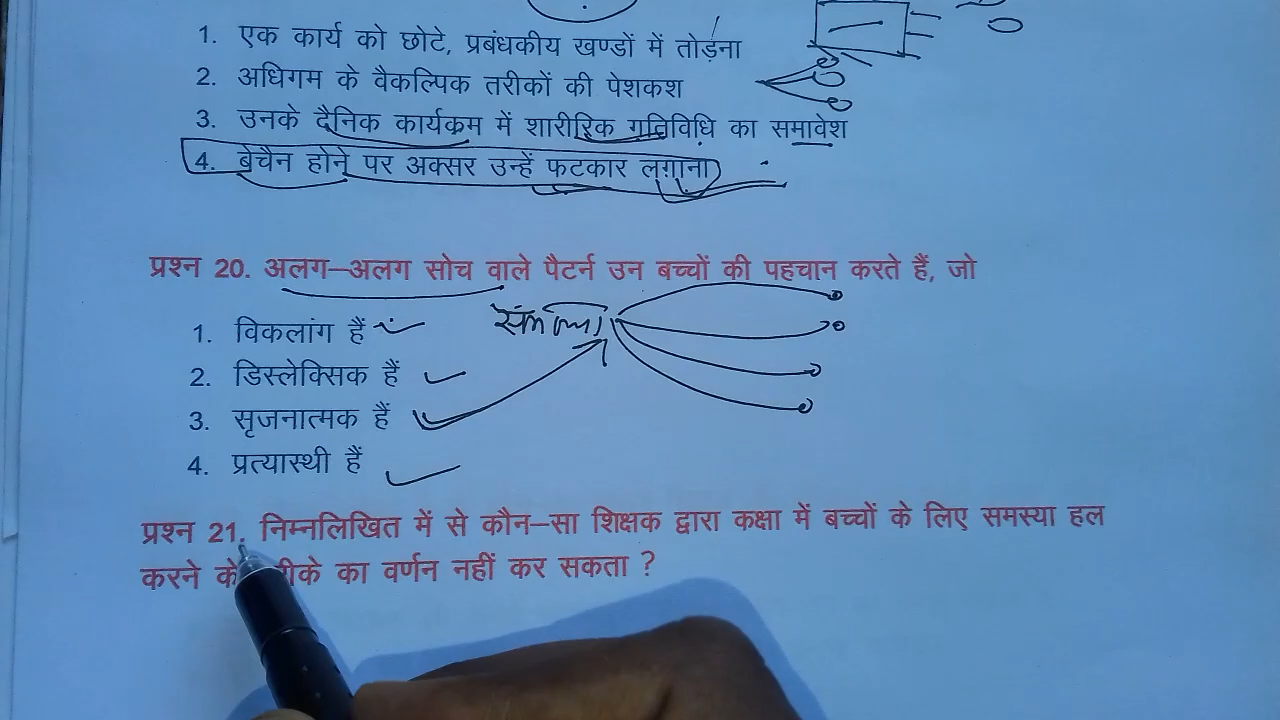 1. एक कार्य को छोटे, प्रबंधकीय खण्डों में तोड़ना
2. अधिगम के वैकल्पिक तरीकों की पेशकश
3. उनके दैनिक कार्यक्रम में शारीरिक गतिविधि का समावेश
4. बेचैन होने पर अक्सर उन्हें फटकार लगाना
प्रश्न 20. अलग–अलग सोच वाले पैटर्न उन बच्चों की पहचान करते हैं, जो
1. विकलांग हैं
2. डिस्लेक्सिक हैं
3. सृजनात्मक हैं
4. प्रत्यास्थी हैं
प्रश्न 21. निम्नलिखित में से कौन–सा शिक्षक द्वारा कक्षा में बच्चों के लिए समस्या हल
करने के का वर्णन नहीं कर सकता ?